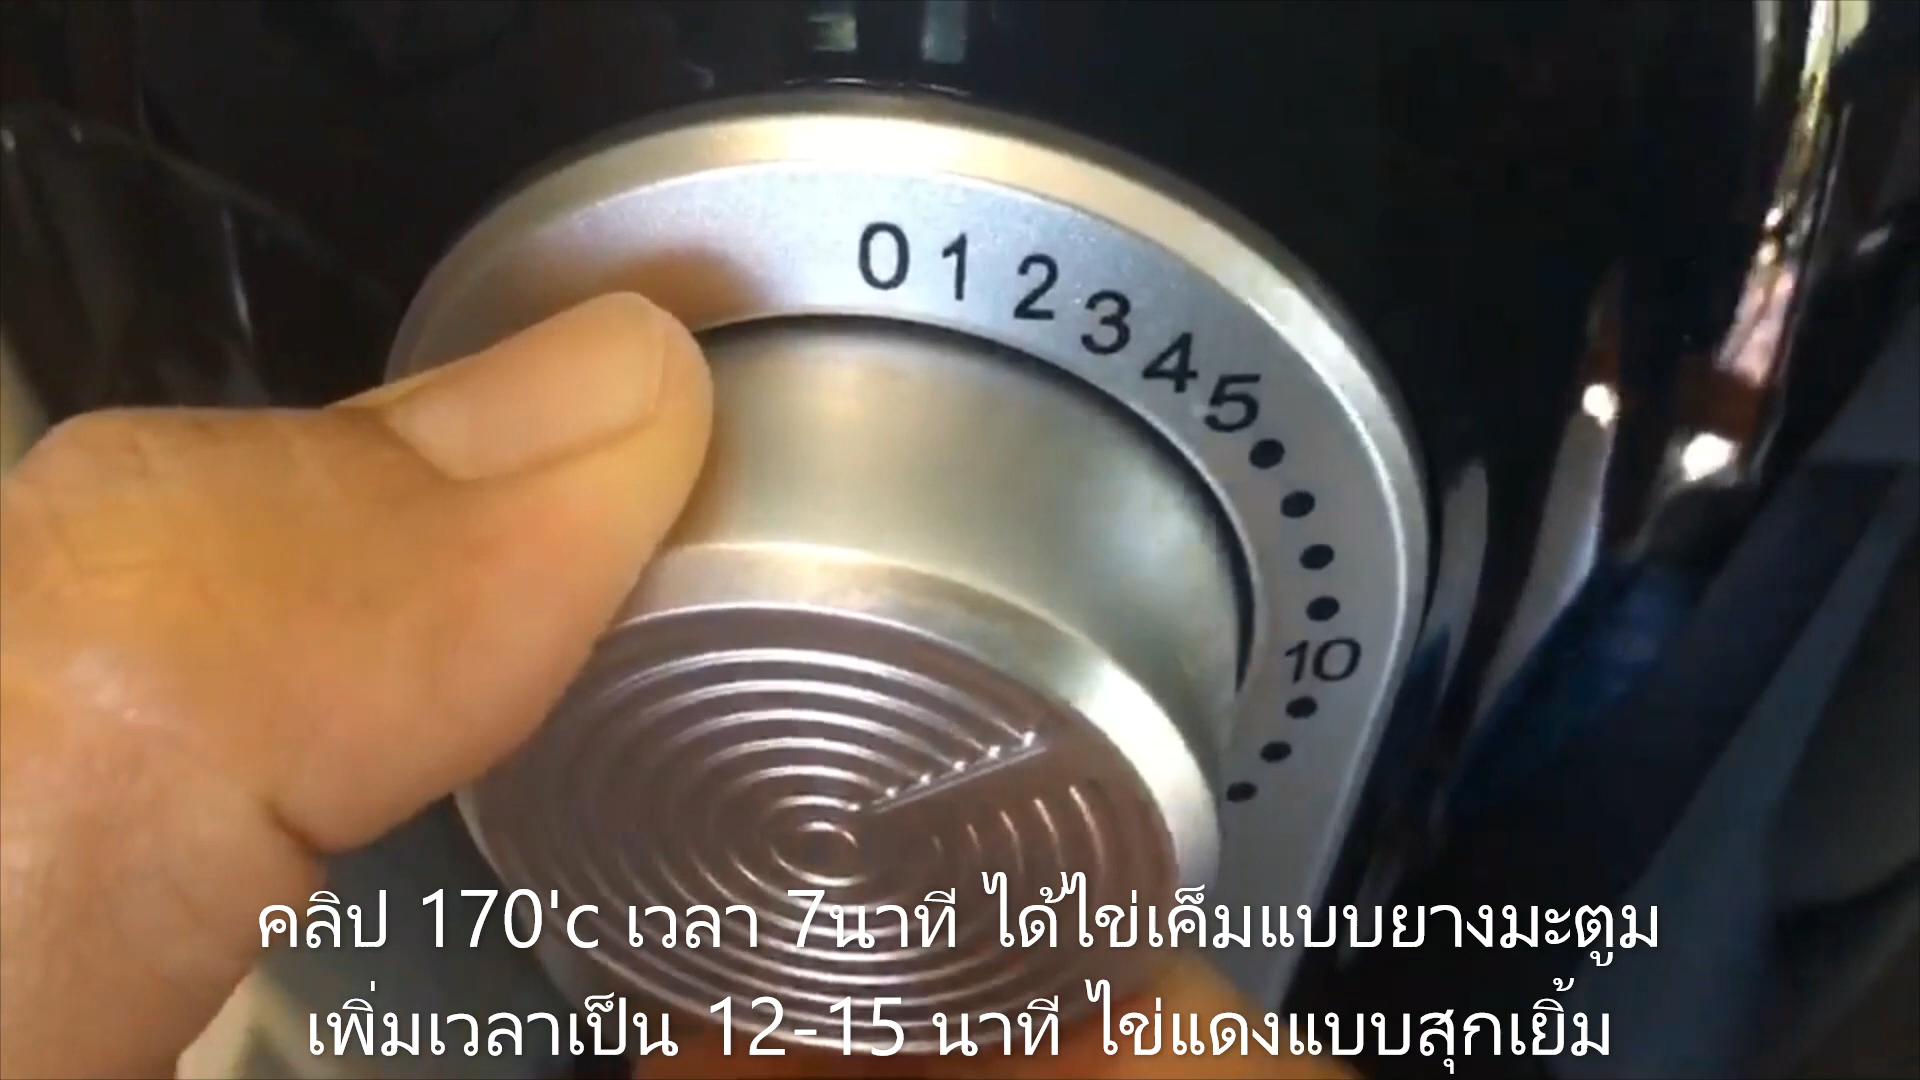 0 1 2 3 4 5
10
คลิป 170'c เวลา 7นาที ได้ไข่เค็มแบบยางมะตูม
เพิ่มเวลาเป็น 12-15 นาที ไข่แดงแบบสุกเยิ้ม